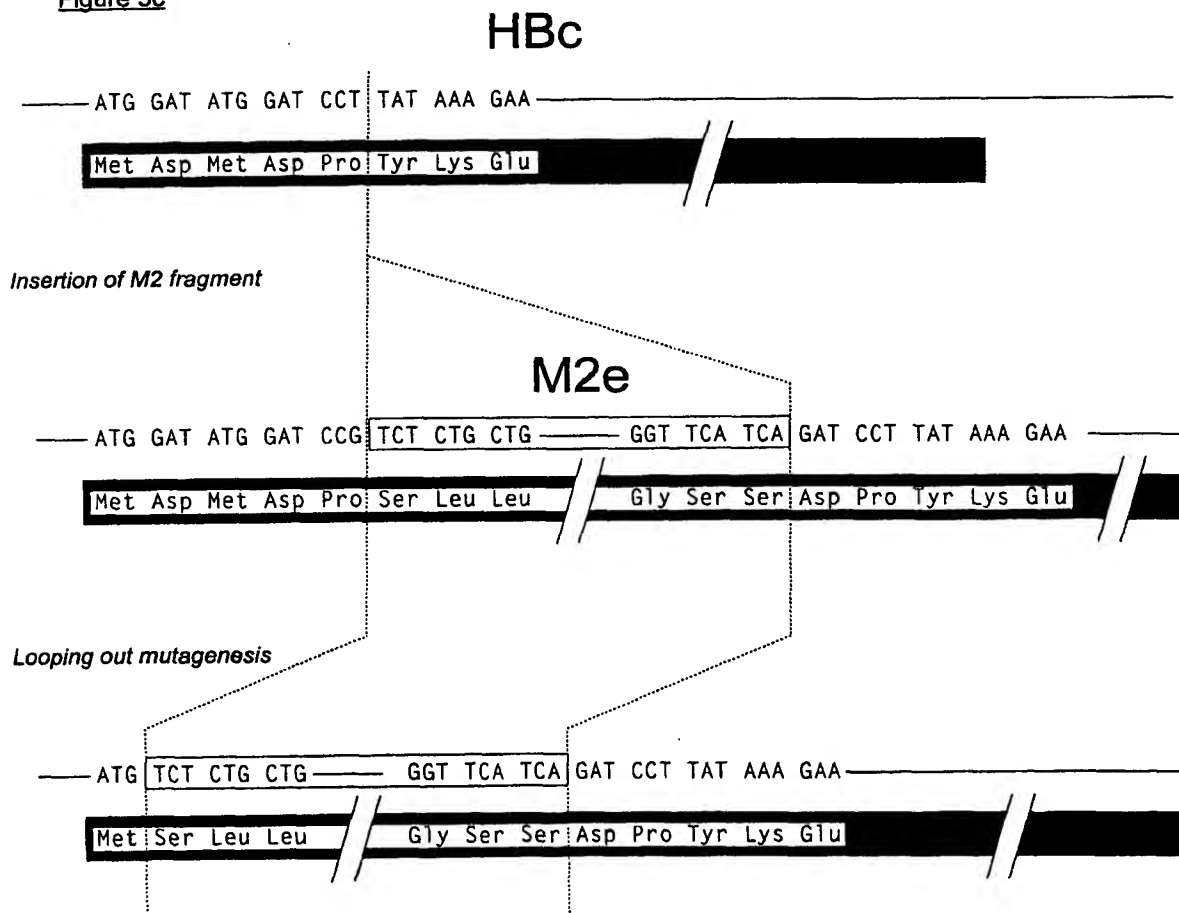 Figure 3c
HBc
ATG GAT ATG GAT CCT TAT AAA GAA
Met Asp Met Asp Pro Tyr Lys Glu
Insertion of M2 fragment
M2e
ATG GAT ATG GAT CCG TCT CTG CTG GGT TCA TCA GAT CCT TAT AAA GAA
Met Asp Met Asp Pro Ser Leu Leu Gly Ser Ser Asp Pro Tyr Lys Glu
Looping out mutagenesis
ATG TCT CTG CTG GGT TCA TCA GAT CCT TAT AAA GAA
Met Ser Leu Leu Gly Ser Ser Asp Pro Tyr Lys Glu